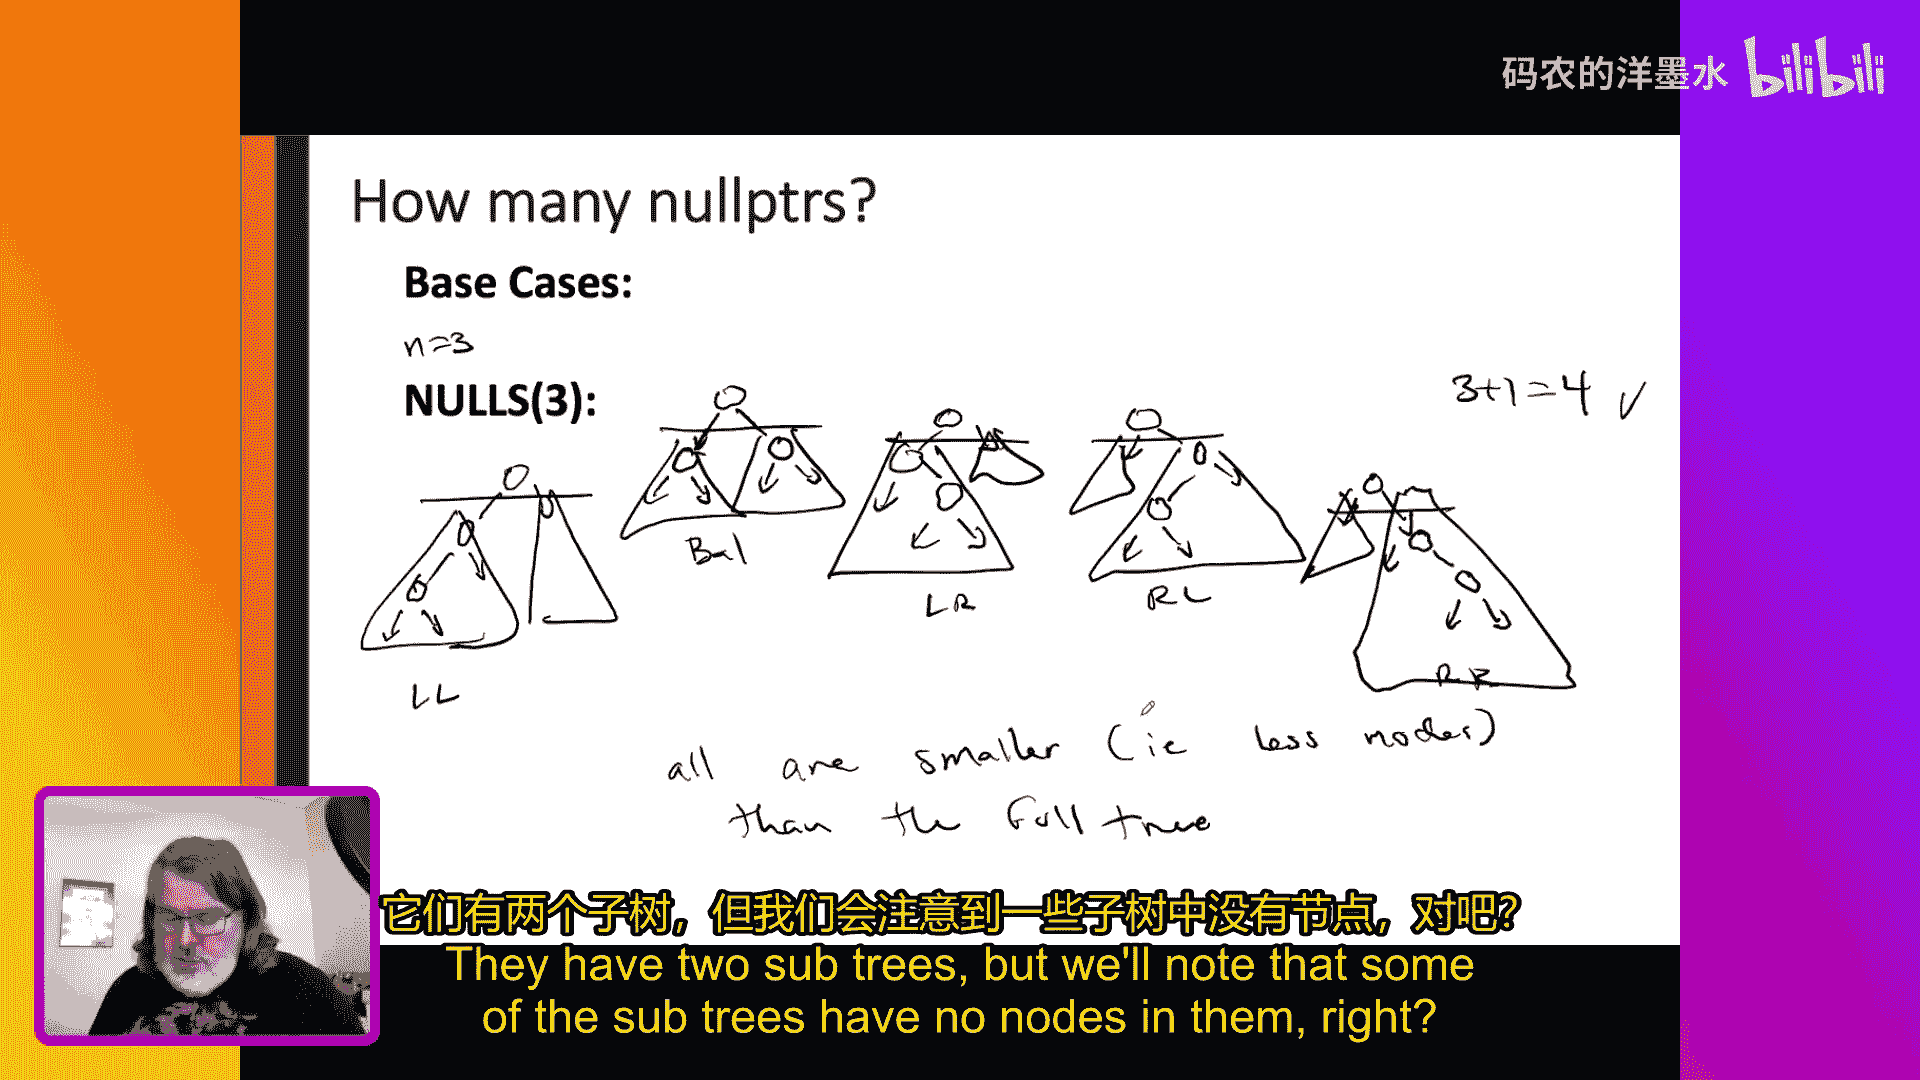 码农的洋墨水 bilibili
How many nullptrs?
Base Cases:
n=3
NULLS(3):
3+1=4 ✓
Bal
LR
RL
RR
LL
all are smaller (ie less nodes)
than the full tree
它们有两个子树，但我们会注意到一些子树中没有节点，对吧？
They have two sub trees, but we'll note that some
of the sub trees have no nodes in them, right?